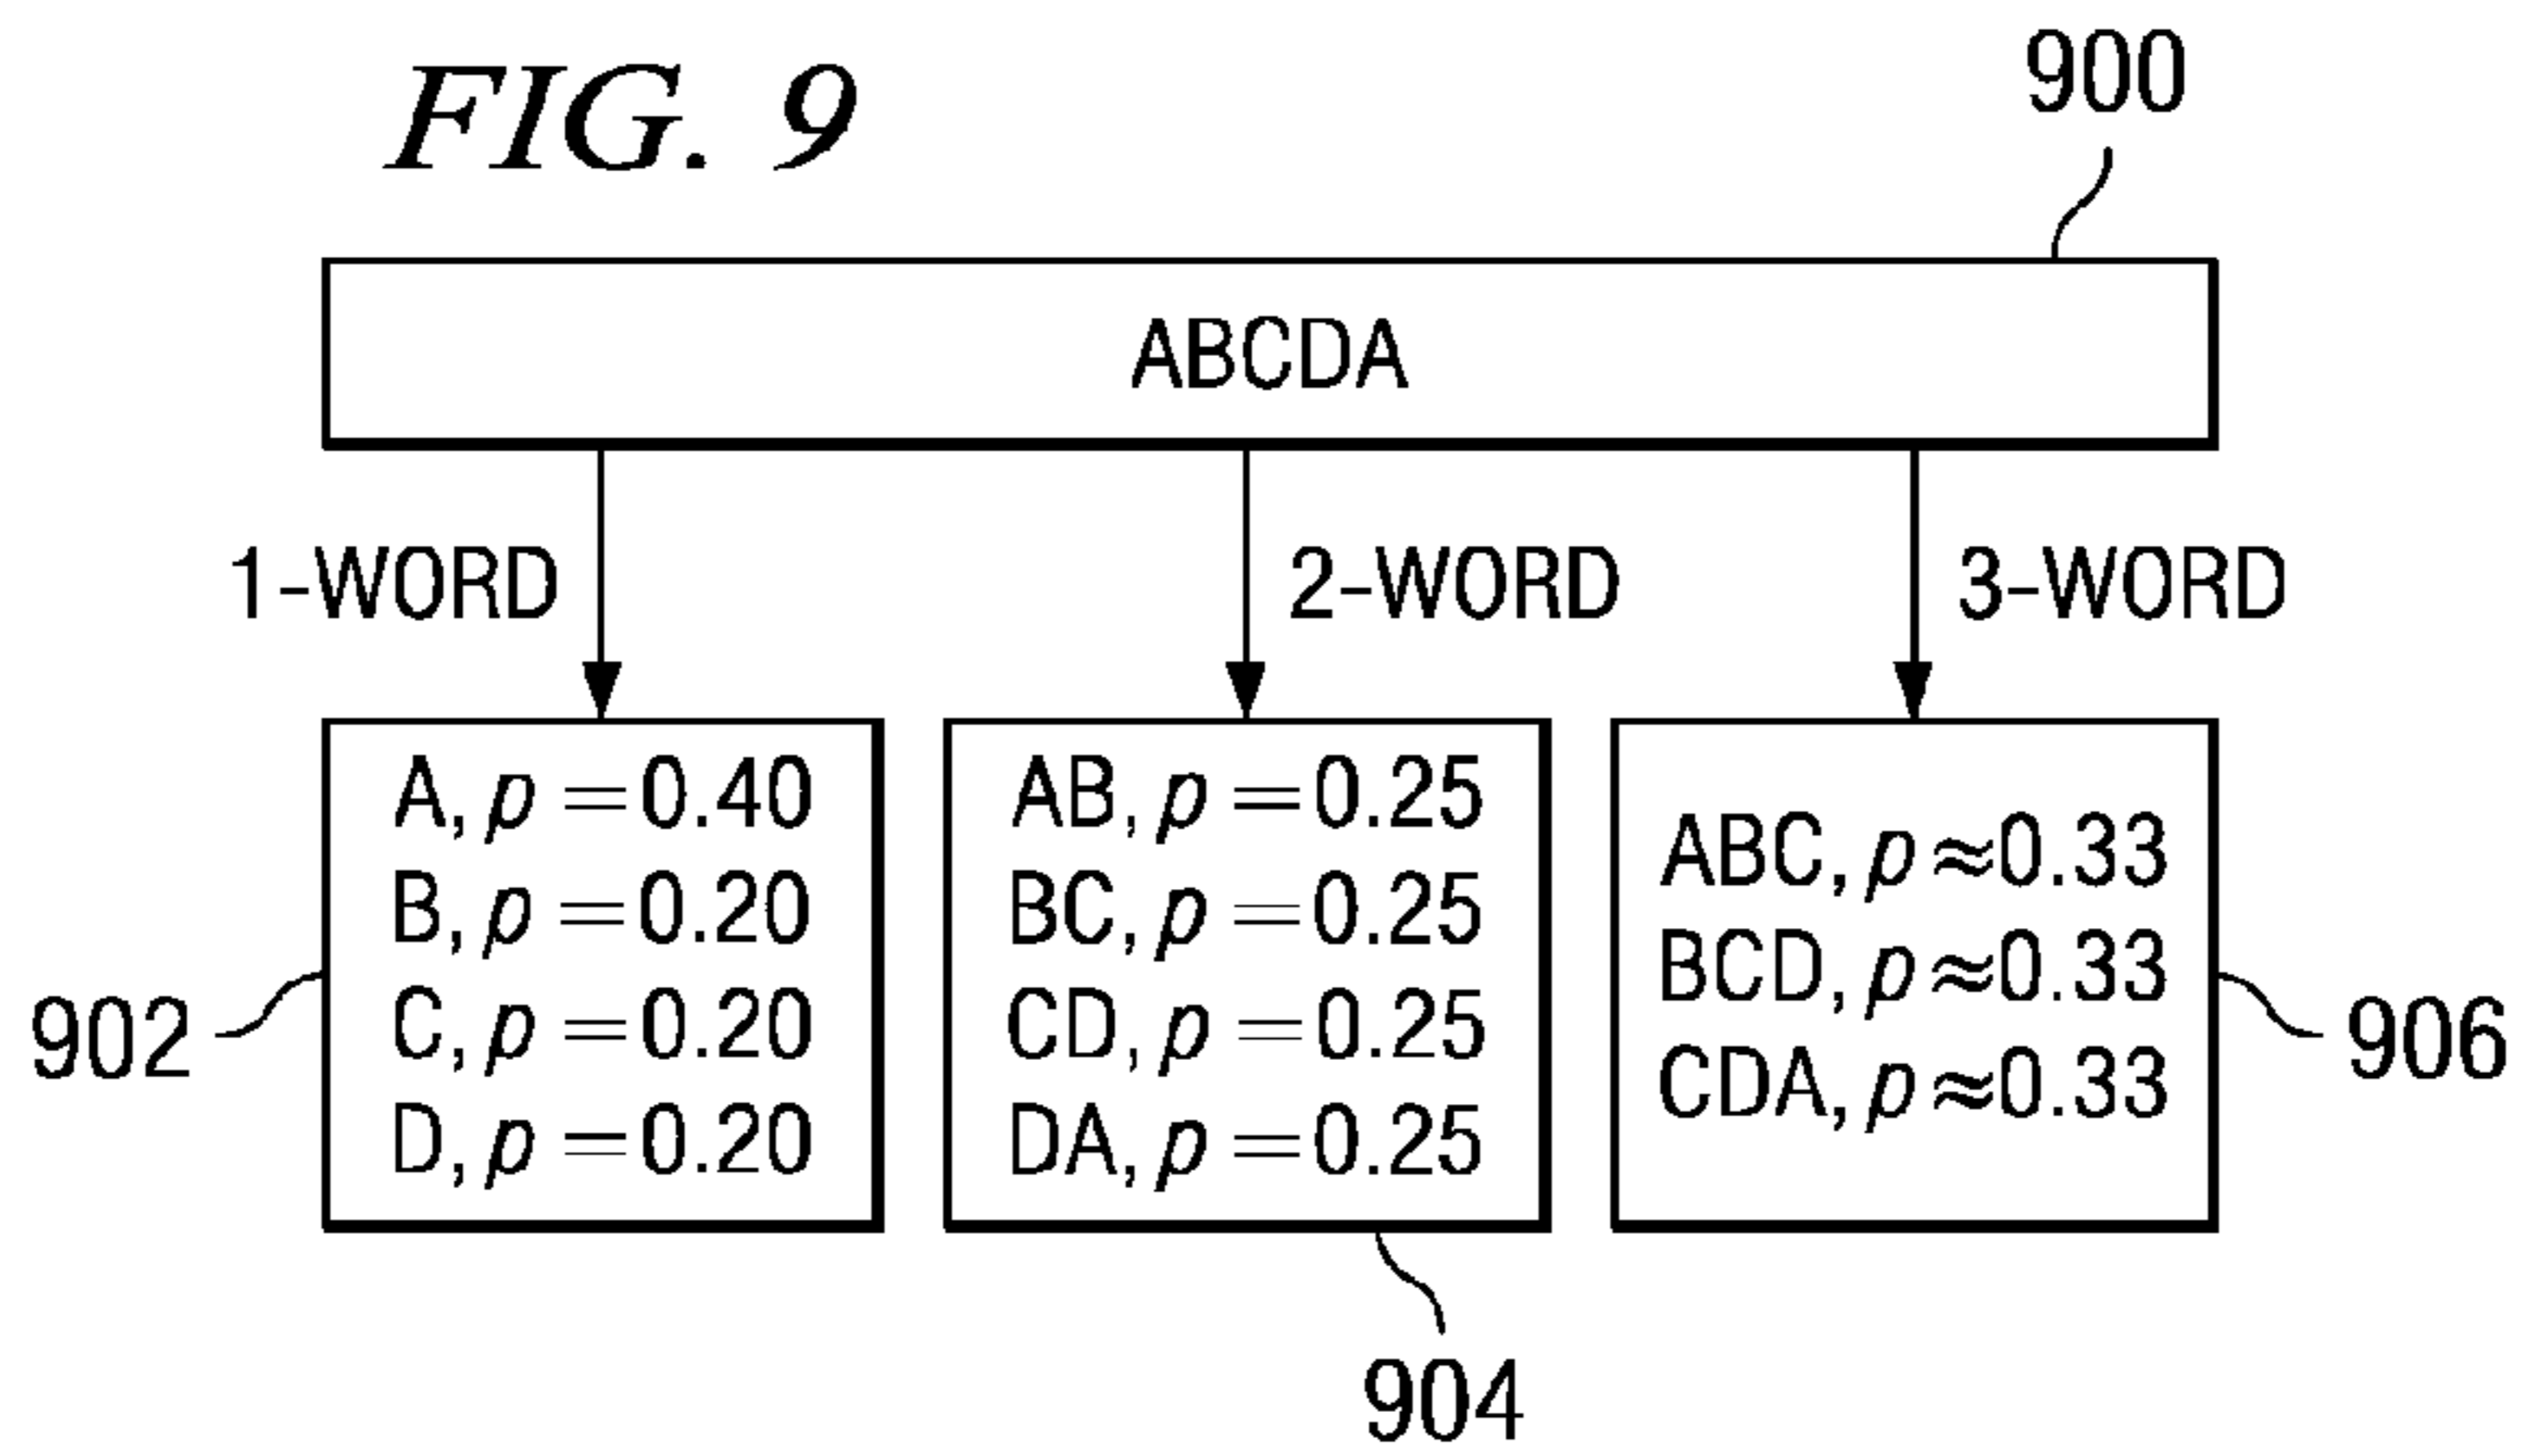 FIG. 9
900
ABCDA
1-WORD
2-WORD
3-WORD
A, p = 0.40
B, p = 0.20
C, p = 0.20
D, p = 0.20
902
AB, p = 0.25
BC, p = 0.25
CD, p = 0.25
DA, p = 0.25
904
ABC, p ≈ 0.33
BCD, p ≈ 0.33
CDA, p ≈ 0.33
906